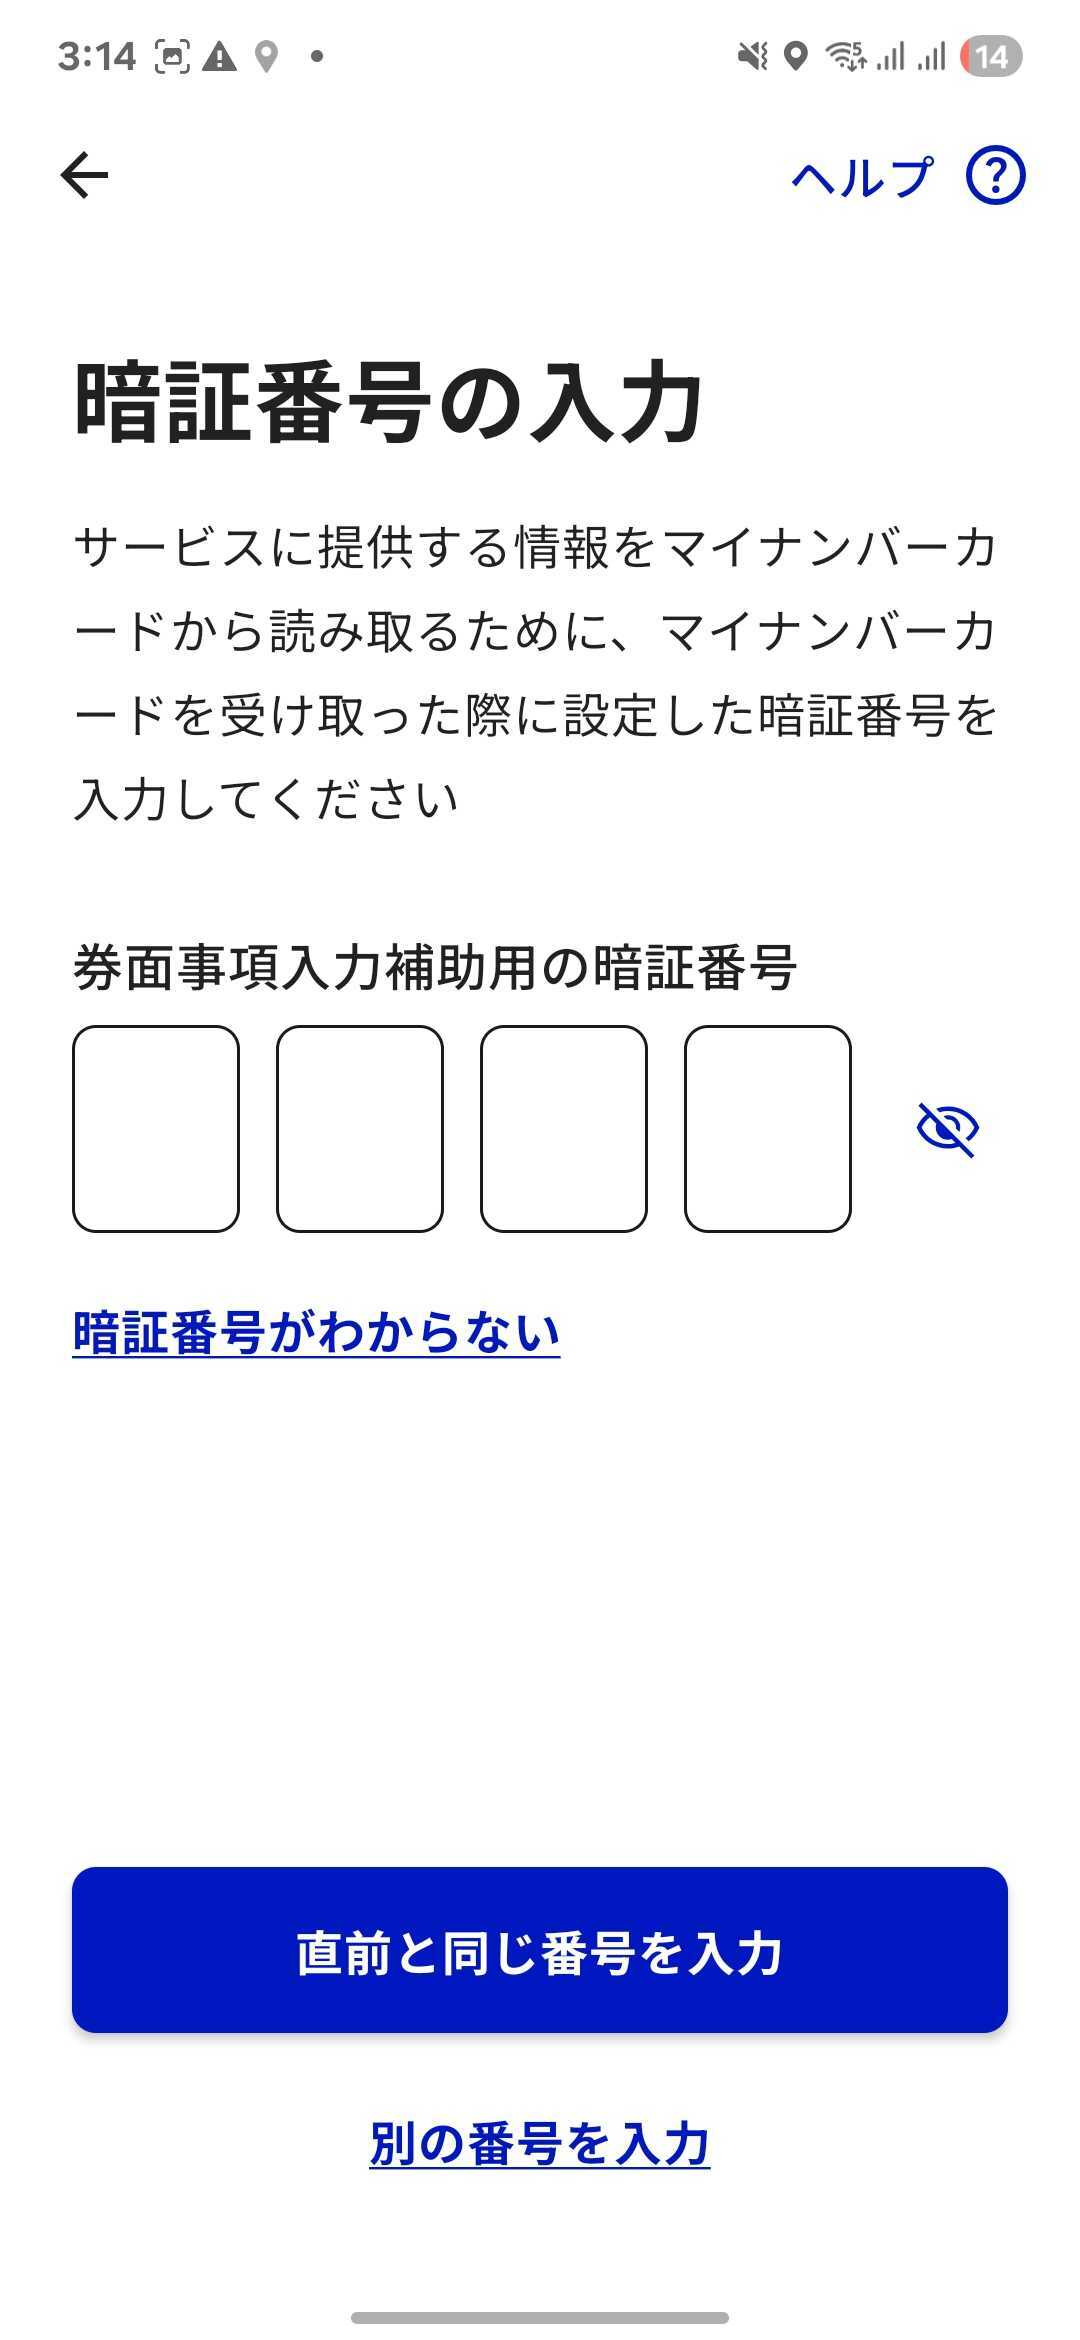 3:14
5
14
ヘルプ
暗証番号の入力
サービスに提供する情報をマイナンバーカ
ードから読み取るために、マイナンバーカ
ードを受け取った際に設定した暗証番号を
入力してください
券面事項入力補助用の暗証番号
暗証番号がわからない
直前と同じ番号を入力
別の番号を入力